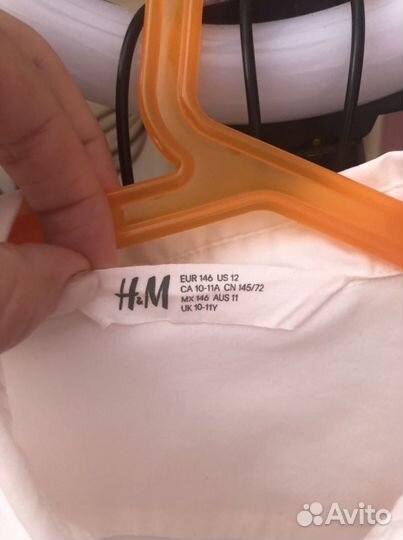 H&M
EUR 146 US 12
CA 10-11A CN 145/72
MX 146 AUS 11
UK 10-11Y
Avito